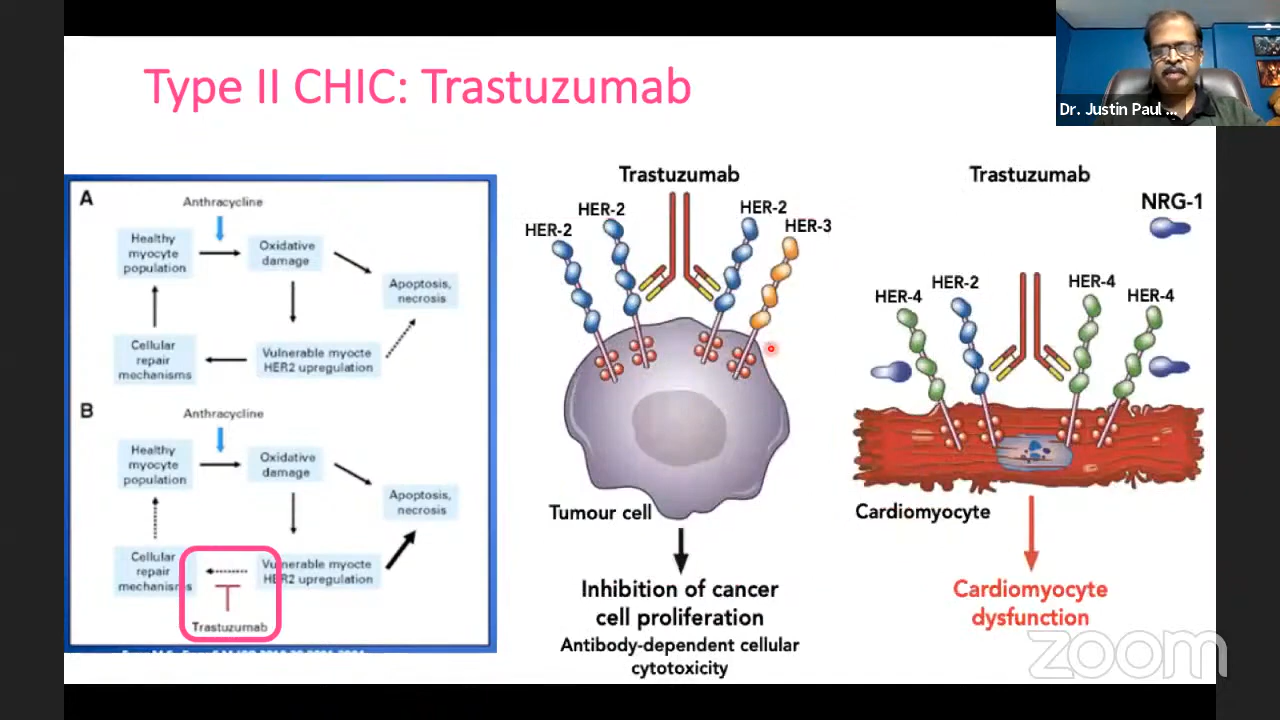 Type II CHIC: Trastuzumab
Dr. Justin Paul ...
A
Anthracycline
Healthy
myocyte
population
Oxidative
damage
Apoptosis,
necrosis
Cellular
repair
mechanisms
Vulnerable myocte
HER2 upregulation
B
Anthracycline
Healthy
myocyte
population
Oxidative
damage
Apoptosis,
necrosis
Cellular
repair
mechanisms
Vulnerable myocte
HER2 upregulation
Trastuzumab
Trastuzumab
HER-2
HER-2
HER-2
HER-3
Tumour cell
Inhibition of cancer
cell proliferation
Antibody-dependent cellular
cytotoxicity
Trastuzumab
NRG-1
HER-4
HER-2
HER-4
HER-4
Cardiomyocyte
Cardiomyocyte
dysfunction
zoom